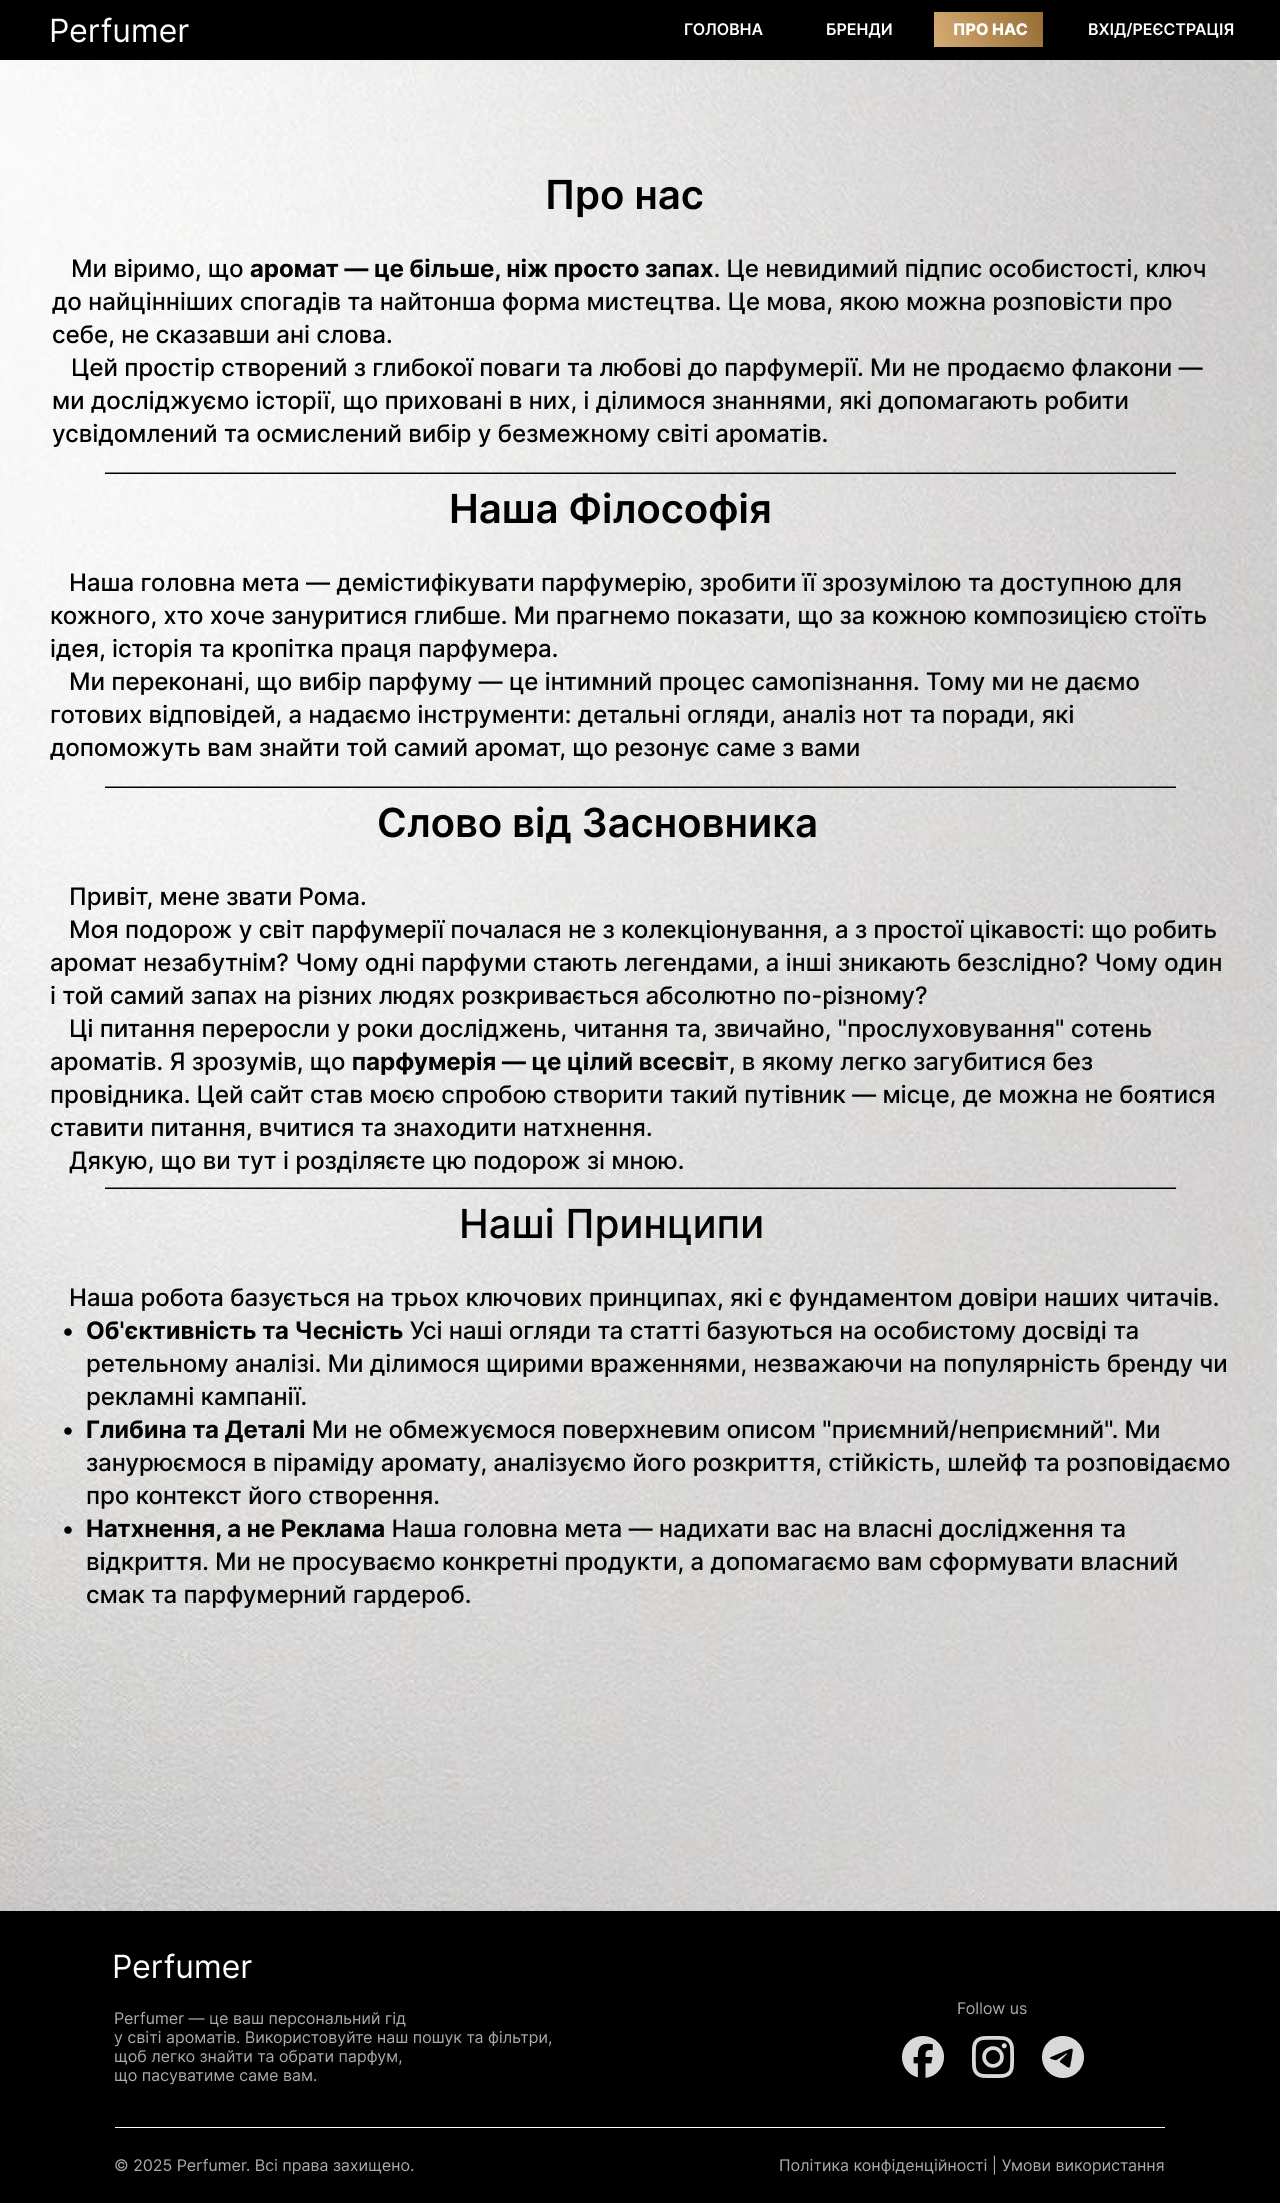 Perfumer
ГОЛОВНА
БРЕНДИ
ПРО НАС
ВХІД/РЕЄСТРАЦІЯ
Про нас
Ми віримо, що аромат — це більше, ніж просто запах. Це невидимий підпис особистості, ключ
до найцінніших спогадів та найтонша форма мистецтва. Це мова, якою можна розповісти про
себе, не сказавши ані слова.
Цей простір створений з глибокої поваги та любові до парфумерії. Ми не продаємо флакони —
ми досліджуємо історії, що приховані в них, і ділимося знаннями, які допомагають робити
усвідомлений та осмислений вибір у безмежному світі ароматів.
Наша Філософія
Наша головна мета — демістифікувати парфумерію, зробити її зрозумілою та доступною для
кожного, хто хоче зануритися глибше. Ми прагнемо показати, що за кожною композицією стоїть
ідея, історія та кропітка праця парфумера.
Ми переконані, що вибір парфуму — це інтимний процес самопізнання. Тому ми не даємо
готових відповідей, а надаємо інструменти: детальні огляди, аналіз нот та поради, які
допоможуть вам знайти той самий аромат, що резонує саме з вами
Слово від Засновника
Привіт, мене звати Рома.
Моя подорож у світ парфумерії почалася не з колекціонування, а з простої цікавості: що робить
аромат незабутнім? Чому одні парфуми стають легендами, а інші зникають безслідно? Чому один
і той самий запах на різних людях розкривається абсолютно по-різному?
Ці питання переросли у роки досліджень, читання та, звичайно, "прослуховування" сотень
ароматів. Я зрозумів, що парфумерія — це цілий всесвіт, в якому легко загубитися без
провідника. Цей сайт став моєю спробою створити такий путівник — місце, де можна не боятися
ставити питання, вчитися та знаходити натхнення.
Дякую, що ви тут і розділяєте цю подорож зі мною.
Наші Принципи
Наша робота базується на трьох ключових принципах, які є фундаментом довіри наших читачів.
• Об'єктивність та Чесність Усі наші огляди та статті базуються на особистому досвіді та
ретельному аналізі. Ми ділимося щирими враженнями, незважаючи на популярність бренду чи
рекламні кампанії.
• Глибина та Деталі Ми не обмежуємося поверхневим описом "приємний/неприємний". Ми
занурюємося в піраміду аромату, аналізуємо його розкриття, стійкість, шлейф та розповідаємо
про контекст його створення.
• Натхнення, а не Реклама Наша головна мета — надихати вас на власні дослідження та
відкриття. Ми не просуваємо конкретні продукти, а допомагаємо вам сформувати власний
смак та парфумерний гардероб.
Perfumer
Perfumer — це ваш персональний гід
у світі ароматів. Використовуйте наш пошук та фільтри,
щоб легко знайти та обрати парфум,
що пасуватиме саме вам.
Follow us
© 2025 Perfumer. Всі права захищено.
Політика конфіденційності | Умови використання